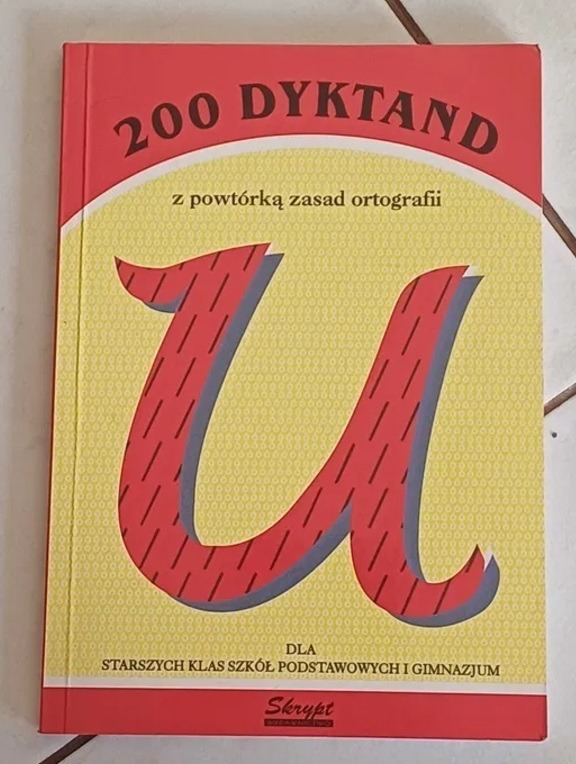 200 DYKTAND
z powtórką zasad ortografii
u
DLA
STARSZYCH KLAS SZKÓŁ PODSTAWOWYCH I GIMNAZJUM
Skrypt